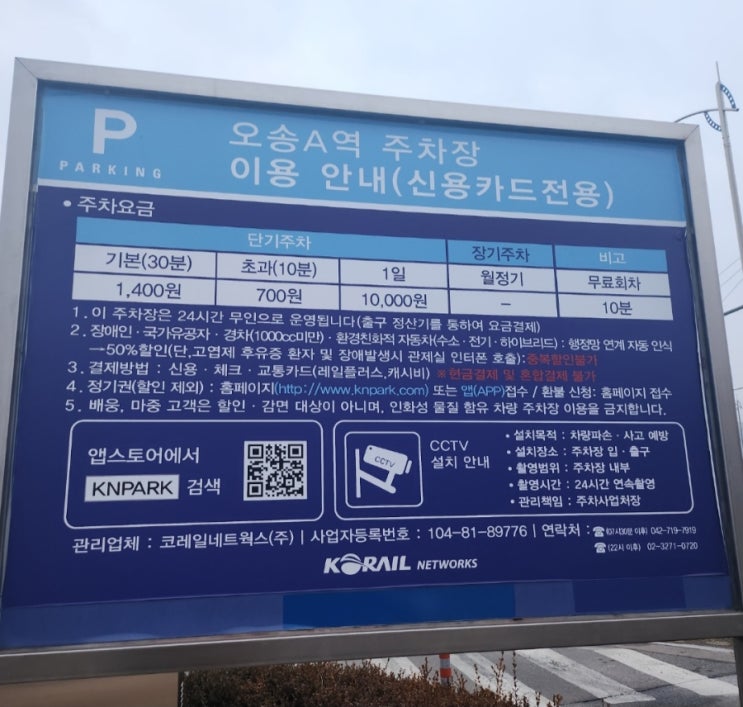 P
PARKING
오송A역 주차장
이용 안내(신용카드전용)
• 주차요금
단기주차 장기주차 비고
기본(30분) 초과(10분) 1일 월정기 무료회차
1,400원 700원 10,000원 – 10분
1. 이 주차장은 24시간 무인으로 운영됩니다(출구 정산기를 통하여 요금결제)
2. 장애인·국가유공자·경차(1000cc미만)·환경친화적 자동차(수소·전기·하이브리드) : 행정망 연계 자동 인식
→50%할인(단,고엽제 후유증 환자 및 장애발생시 관제실 인터폰 호출):중복할인불가
3. 결제방법 : 신용·체크·교통카드(레일플러스,캐시비) ※현금결제 및 혼합결제 불가
4. 정기권(할인 제외) : 홈페이지(http://www.knpark.com) 또는 앱(APP)접수 / 환불 신청: 홈페이지 접수
5. 배웅, 마중 고객은 할인·감면 대상이 아니며, 인화성 물질 함유 차량 주차장 이용을 금지합니다.
앱스토어에서
KNPARK 검색
CCTV
CCTV
설치 안내
• 설치목적 : 차량파손·사고 예방
• 설치장소 : 주차장 입·출구
• 촬영범위 : 주차장 내부
• 촬영시간 : 24시간 연속촬영
• 관리책임 : 주차사업처장
관리업체 : 코레일네트웍스(주) | 사업자등록번호 : 104-81-89776 | 연락처 : ☎ 042-719-7919
☎ (22시 이후) 02-3271-0720
KORAIL NETWORKS